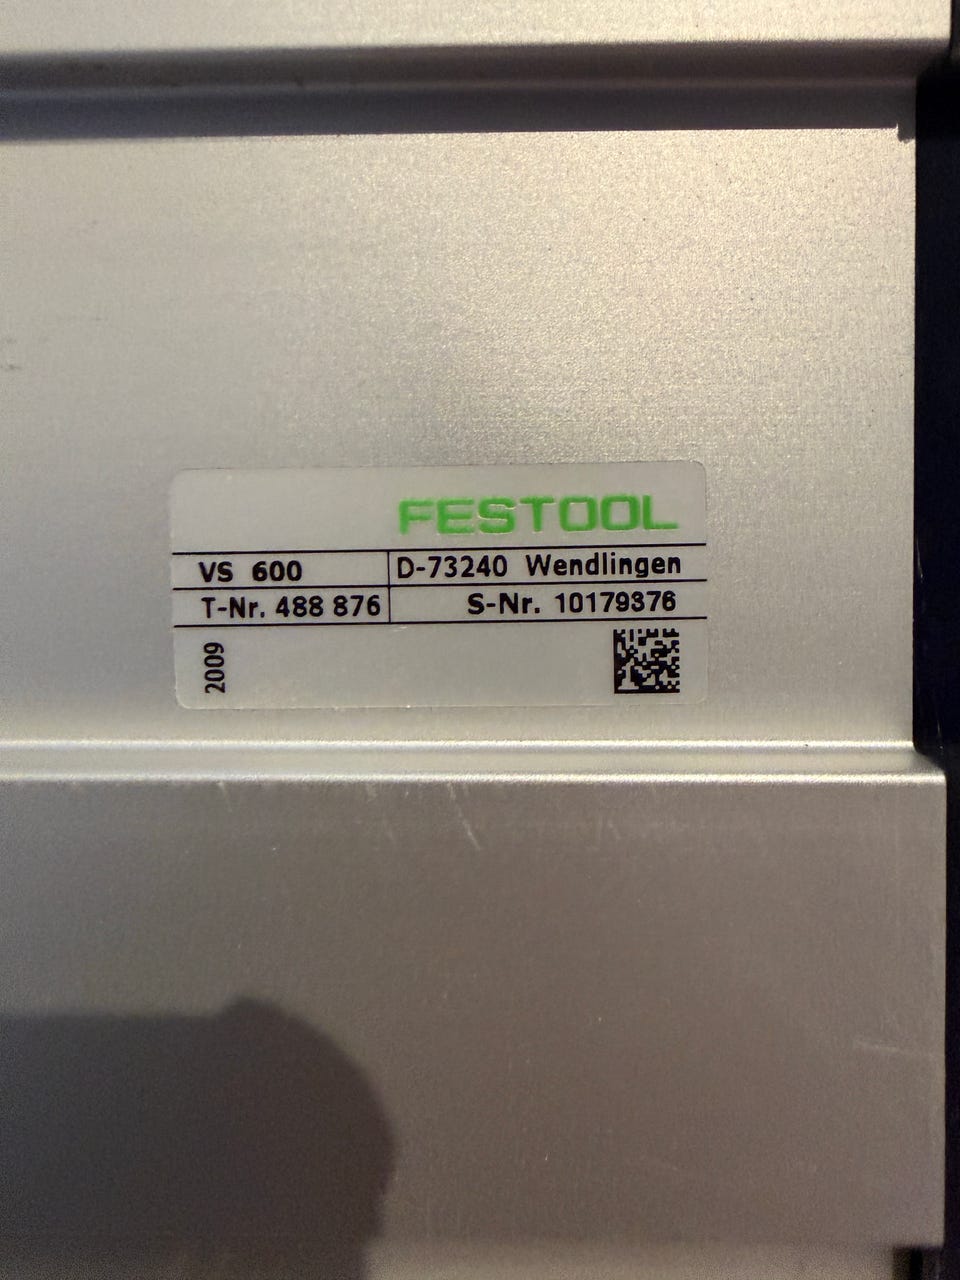 FESTOOL
VS 600
D-73240 Wendlingen
T-Nr. 488 876
S-Nr. 10179376
2009